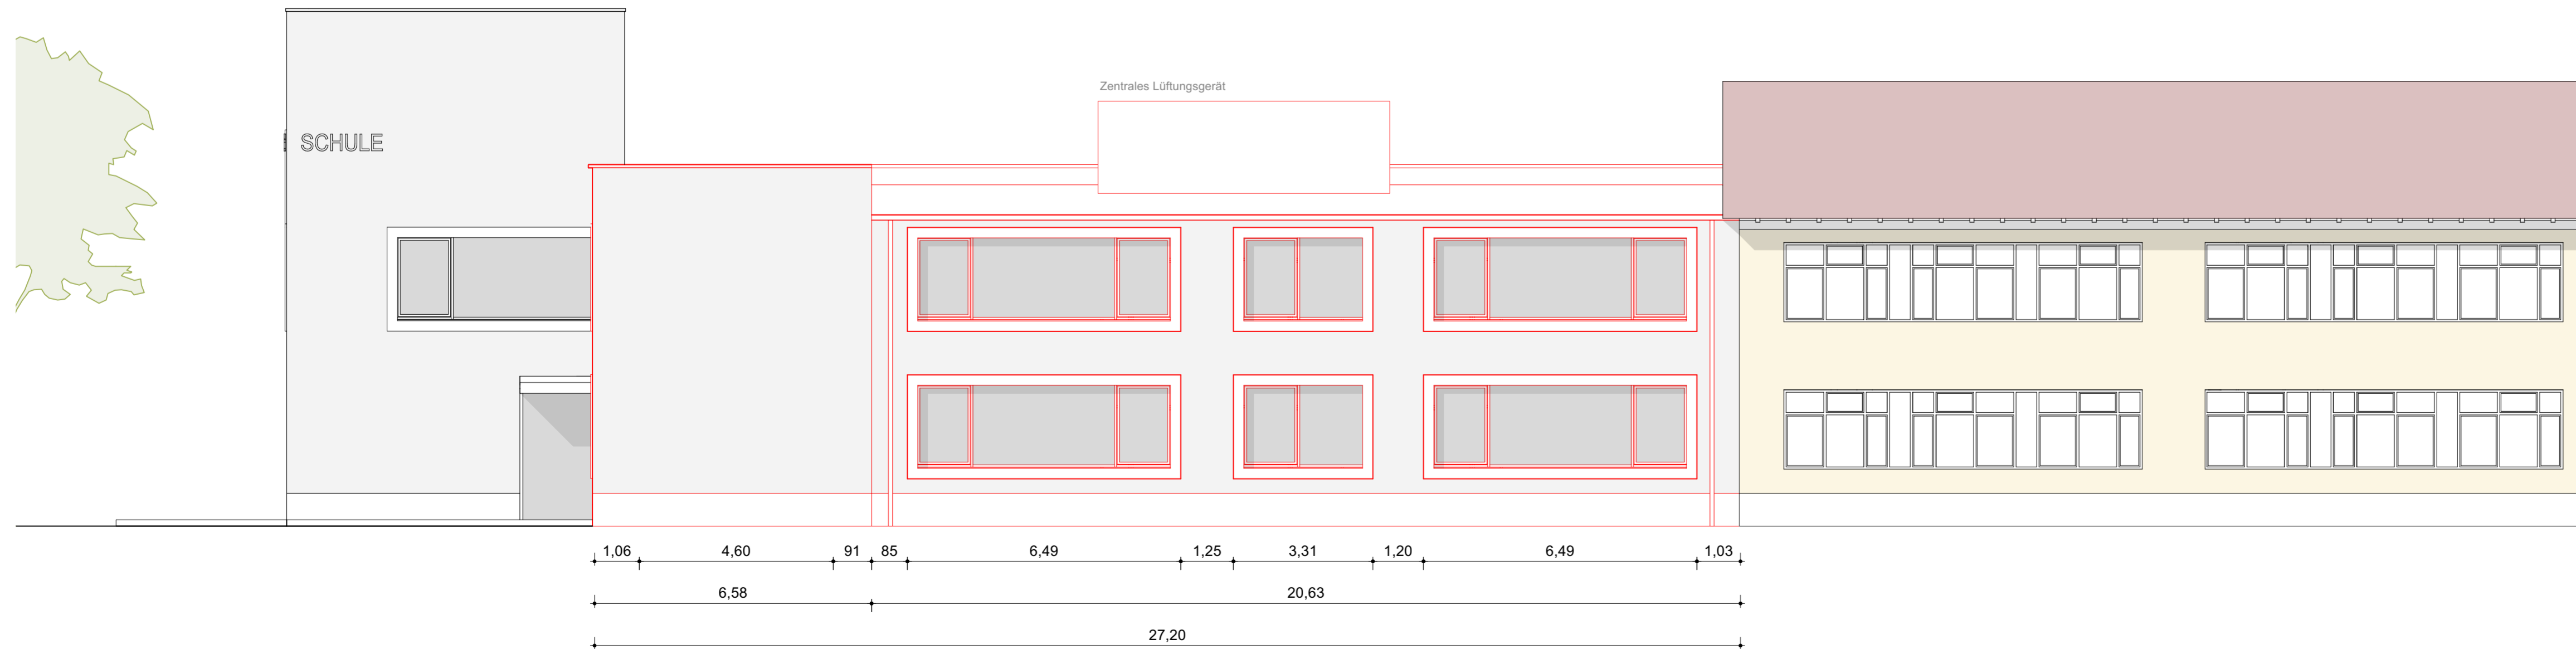 Zentrales Lüftungsgerät
SCHULE
1,06 4,60 91 85 6,49 1,25 3,31 1,20 6,49 1,03
6,58 20,63
27,20